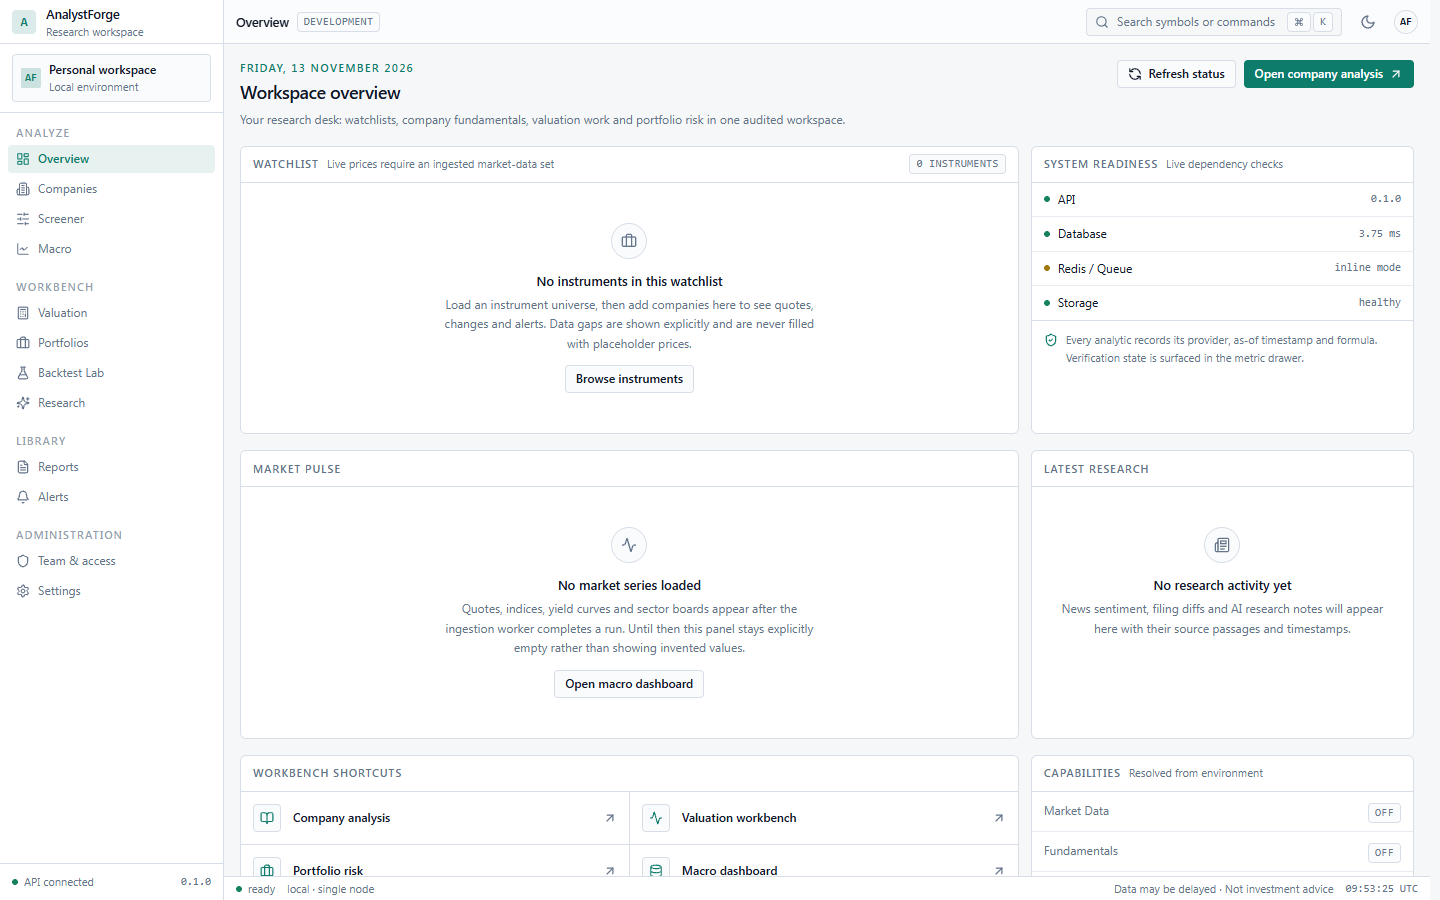 A
AnalystForge
Research workspace
AF
Personal workspace
Local environment
ANALYZE
Overview
Companies
Screener
Macro
WORKBENCH
Valuation
Portfolios
Backtest Lab
Research
LIBRARY
Reports
Alerts
ADMINISTRATION
Team & access
Settings
API connected 0.1.0
Overview DEVELOPMENT
Search symbols or commands ⌘ K
AF
FRIDAY, 13 NOVEMBER 2026
Workspace overview
Your research desk: watchlists, company fundamentals, valuation work and portfolio risk in one audited workspace.
Refresh status
Open company analysis
WATCHLIST Live prices require an ingested market-data set
0 INSTRUMENTS
No instruments in this watchlist
Load an instrument universe, then add companies here to see quotes,
changes and alerts. Data gaps are shown explicitly and are never filled
with placeholder prices.
Browse instruments
SYSTEM READINESS Live dependency checks
API 0.1.0
Database 3.75 ms
Redis / Queue inline mode
Storage healthy
Every analytic records its provider, as-of timestamp and formula.
Verification state is surfaced in the metric drawer.
MARKET PULSE
No market series loaded
Quotes, indices, yield curves and sector boards appear after the
ingestion worker completes a run. Until then this panel stays explicitly
empty rather than showing invented values.
Open macro dashboard
LATEST RESEARCH
No research activity yet
News sentiment, filing diffs and AI research notes will appear
here with their source passages and timestamps.
WORKBENCH SHORTCUTS
Company analysis
Valuation workbench
Portfolio risk
Macro dashboard
CAPABILITIES Resolved from environment
Market Data OFF
Fundamentals OFF
ready local · single node
Data may be delayed · Not investment advice 09:53:25 UTC